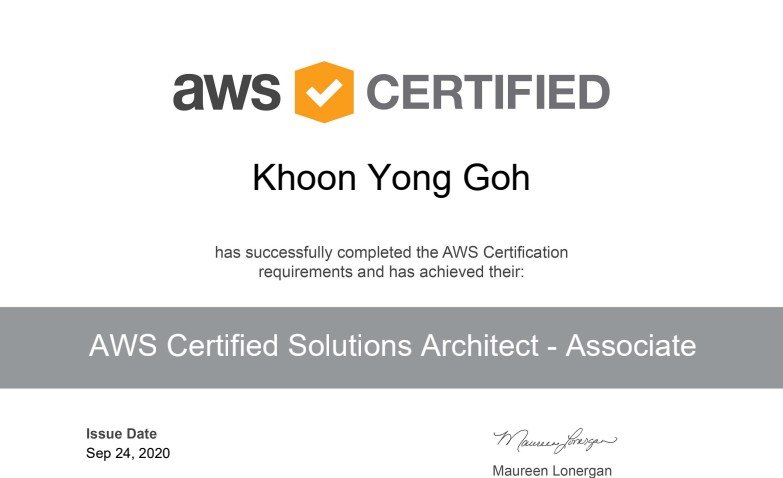 aws CERTIFIED
Khoon Yong Goh
has successfully completed the AWS Certification
requirements and has achieved their:
AWS Certified Solutions Architect - Associate
Issue Date
Sep 24, 2020
Maureen Lonergan
Maureen Lonergan